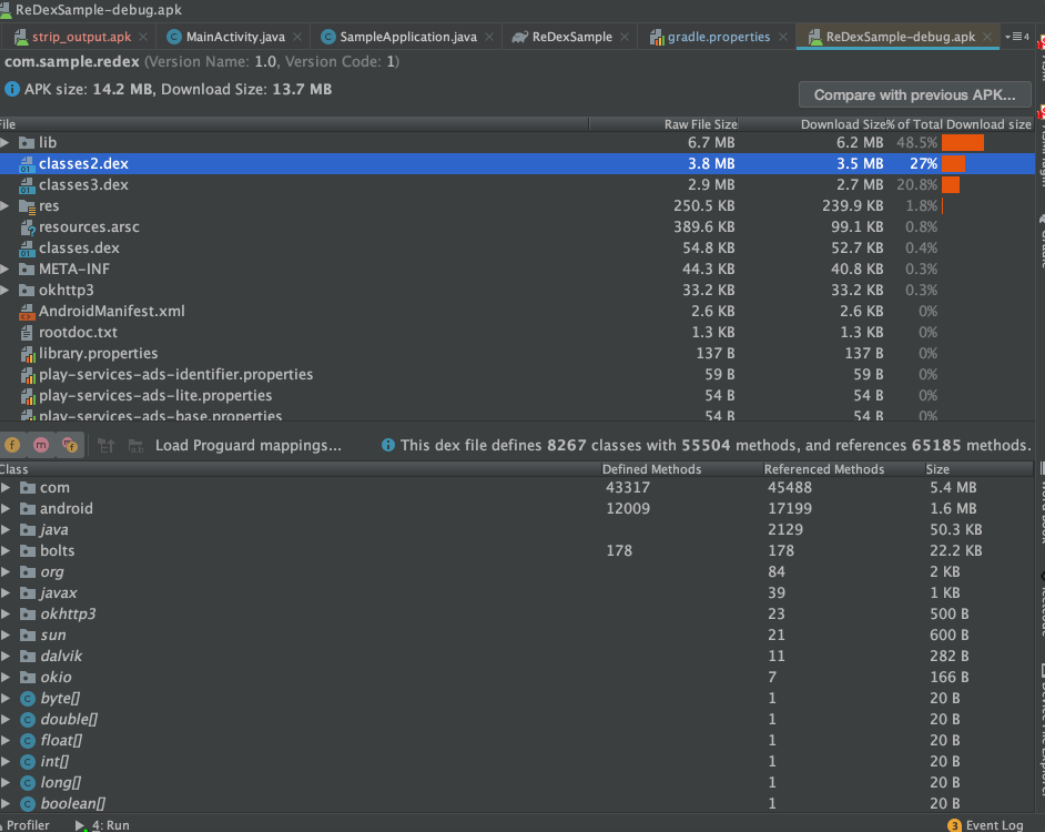 ReDexSample-debug.apk
strip_output.apk MainActivity.java SampleApplication.java ReDexSample gradle.properties ReDexSample-debug.apk 4
com.sample.redex (Version Name: 1.0, Version Code: 1)
APK size: 14.2 MB, Download Size: 13.7 MB
Compare with previous APK...
File Raw File Size Download Size % of Total Download size
lib 6.7 MB 6.2 MB 48.5%
classes2.dex 3.8 MB 3.5 MB 27%
classes3.dex 2.9 MB 2.7 MB 20.8%
res 250.5 KB 239.9 KB 1.8%
resources.arsc 389.6 KB 99.1 KB 0.8%
classes.dex 54.8 KB 52.7 KB 0.4%
META-INF 44.3 KB 40.8 KB 0.3%
okhttp3 33.2 KB 33.2 KB 0.3%
AndroidManifest.xml 2.6 KB 2.6 KB 0%
rootdoc.txt 1.3 KB 1.3 KB 0%
library.properties 137 B 137 B 0%
play-services-ads-identifier.properties 59 B 59 B 0%
play-services-ads-lite.properties 54 B 54 B 0%
play-services-ads-base.properties 54 B 54 B 0%
Load Proguard mappings... This dex file defines 8267 classes with 55504 methods, and references 65185 methods.
Class Defined Methods Referenced Methods Size
com 43317 45488 5.4 MB
android 12009 17199 1.6 MB
java 2129 50.3 KB
bolts 178 178 22.2 KB
org 84 2 KB
javax 39 1 KB
okhttp3 23 500 B
sun 21 600 B
dalvik 11 282 B
okio 7 166 B
byte[] 1 20 B
double[] 1 20 B
float[] 1 20 B
int[] 1 20 B
long[] 1 20 B
boolean[] 1 20 B
Profiler 4: Run 3 Event Log